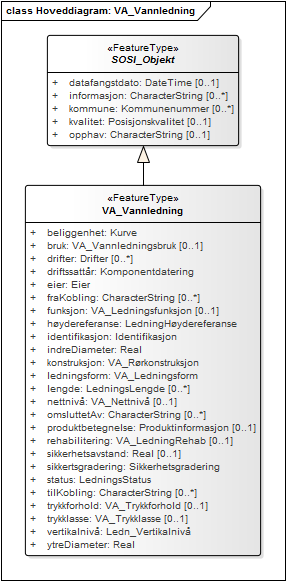 class Hoveddiagram: VA_Vannledning
«FeatureType»
SOSI_Objekt
+ datafangstdato: DateTime [0..1]
+ informasjon: CharacterString [0..*]
+ kommune: Kommunenummer [0..*]
+ kvalitet: Posisjonskvalitet [0..1]
+ opphav: CharacterString [0..1]
«FeatureType»
VA_Vannledning
+ beliggenhet: Kurve
+ bruk: VA_Vannledningsbruk [0..1]
+ drifter: Drifter [0..*]
+ driftssattår: Komponentdatering
+ eier: Eier
+ fraKobling: CharacterString [0..*]
+ funksjon: VA_Ledningsfunksjon [0..1]
+ høydereferanse: LedningHøydereferanse
+ identifikasjon: Identifikasjon
+ indreDiameter: Real
+ konstruksjon: VA_Rørkonstruksjon
+ ledningsform: VA_Ledningsform
+ lengde: LedningsLengde [0..*]
+ nettnivå: VA_Nettnivå [0..1]
+ omsluttetAv: CharacterString [0..*]
+ produktbetegnelse: Produktinformasjon [0..1]
+ rehabilitering: VA_LedningRehab [0..1]
+ sikkerhetsavstand: Real [0..1]
+ sikkertsgradering: Sikkerhetsgradering
+ status: LedningsStatus
+ tilKobling: CharacterString [0..*]
+ trykkforhold: VA_Trykkforhold [0..1]
+ trykklasse: VA_Trykklasse [0..1]
+ vertikalnivå: Ledn_Vertikalnivå
+ ytreDiameter: Real